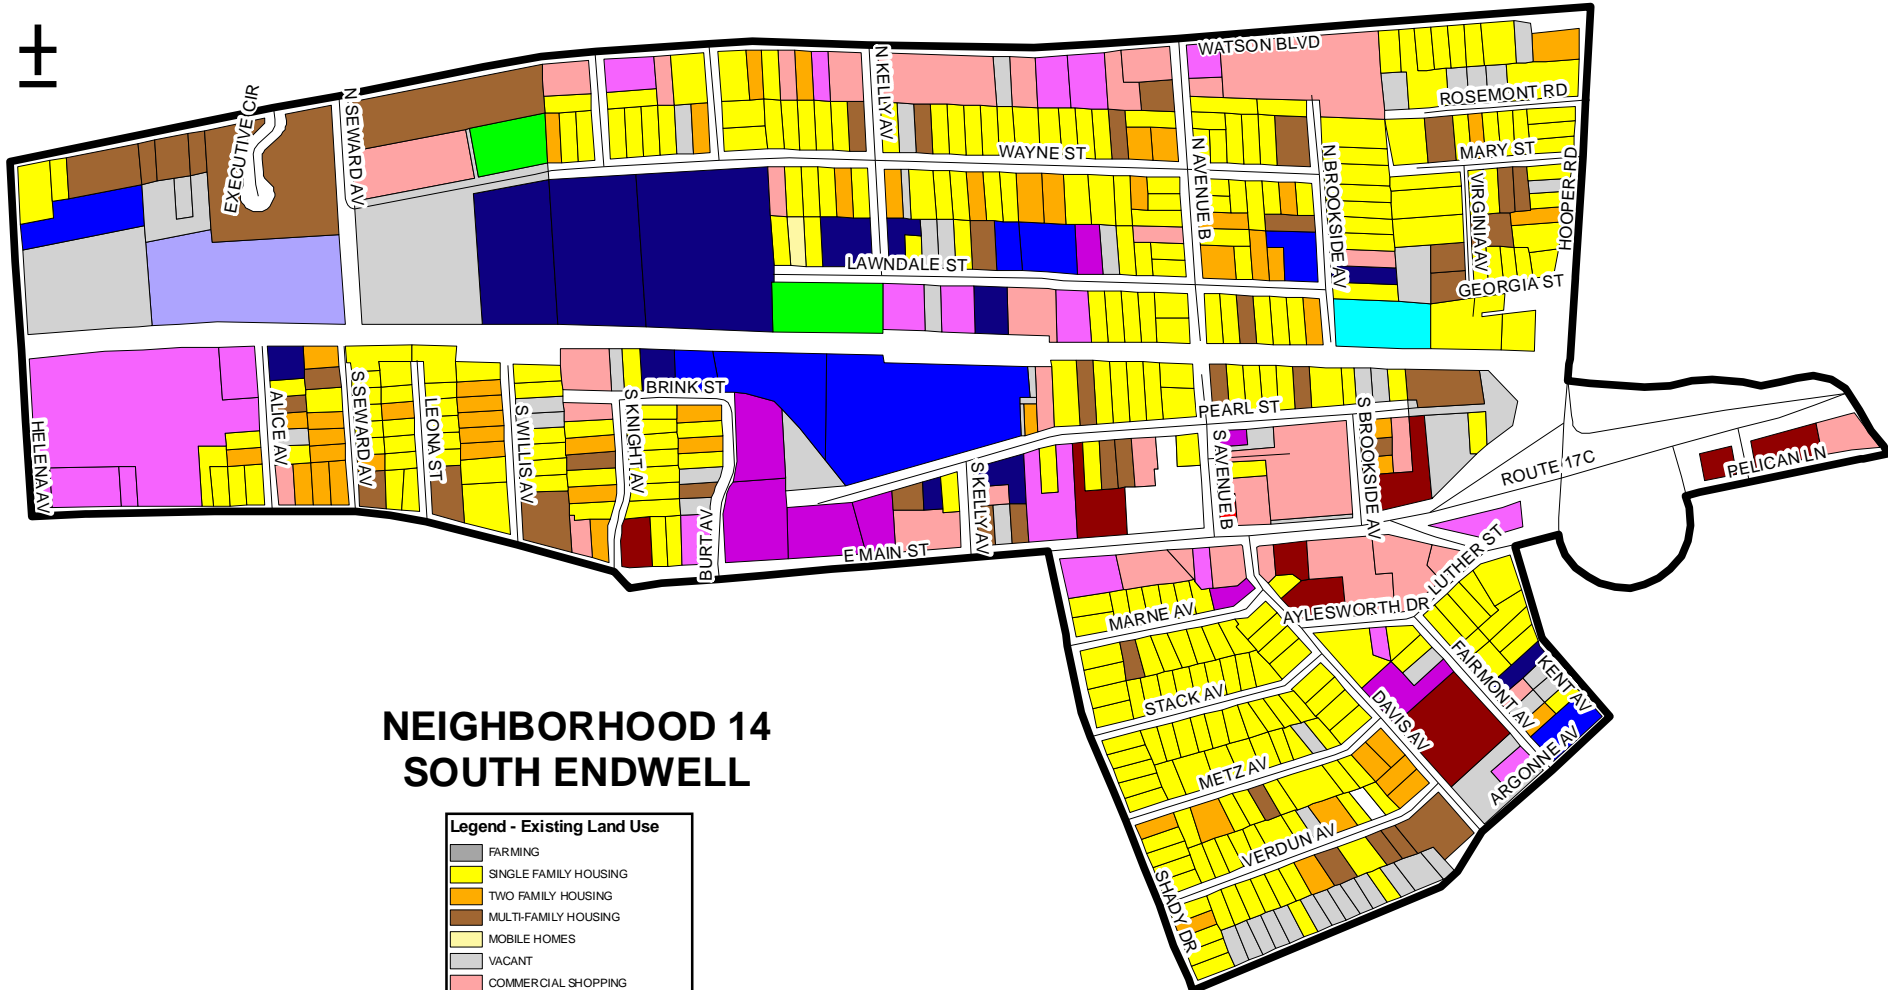 WATSON BLVD
EXECUTIVE CIR
N SEWARD AV
N KELLY AV
ROSEMONT RD
WAYNE ST
N AVENUE B
N BROOKSIDE AV
MARY ST
VIRGINIA AV
HOOPER RD
LAWNDALE ST
GEORGIA ST
HELENA AV
ALICE AV
S SEWARD AV
LEONA ST
S WILLIS AV
BRINK ST
S KNIGHT AV
BURT AV
S KELLY AV
E MAIN ST
PEARL ST
S AVENUE B
S BROOKSIDE AV
ROUTE 17C
PELICAN LN
LUTHER ST
AYLESWORTH DR
MARNE AV
STACK AV
METZ AV
VERDUN AV
SHADY DR
DAVIS AV
FAIRMONT AV
KENT AV
ARGONNE AV
NEIGHBORHOOD 14
SOUTH ENDWELL
Legend - Existing Land Use
FARMING
SINGLE FAMILY HOUSING
TWO FAMILY HOUSING
MULTI-FAMILY HOUSING
MOBILE HOMES
VACANT
COMMERCIAL SHOPPING